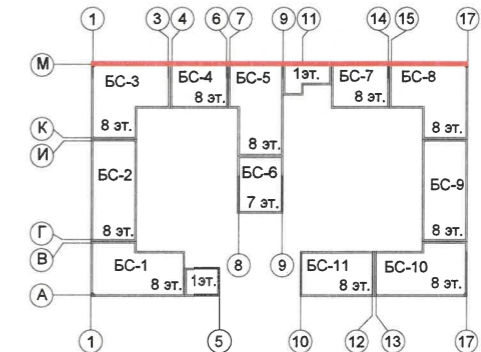 1 3 4 6 7 9 11 14 15 17
М
БС-3 БС-4 БС-5 1эт. БС-7 БС-8
8 эт. 8 эт. 8 эт. 8 эт. 8 эт.
К
И
БС-2 БС-6 БС-9
8 эт. 7 эт. 8 эт.
Г
В
БС-1 8 9 БС-11 БС-10
8 эт. 1эт. 8 эт. 8 эт.
А
1 5 10 12 13 17